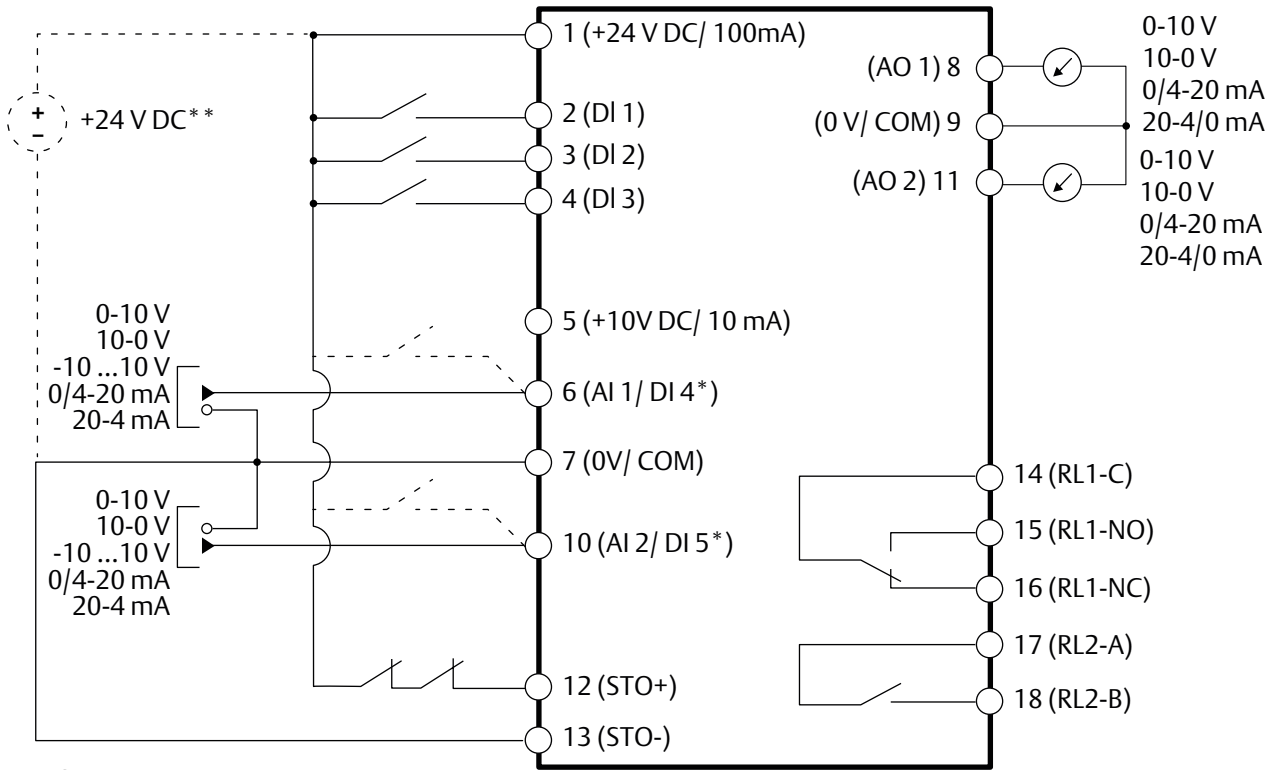 1 (+24 V DC/ 100mA)
+
−
+24 V DC**
2 (DI 1)
3 (DI 2)
4 (DI 3)
5 (+10V DC/ 10 mA)
0-10 V
10-0 V
-10 ...10 V
0/4-20 mA
20-4 mA
6 (AI 1/ DI 4*)
7 (0V/ COM)
0-10 V
10-0 V
-10 ...10 V
0/4-20 mA
20-4 mA
10 (AI 2/ DI 5*)
12 (STO+)
13 (STO-)
(AO 1) 8
(0 V/ COM) 9
(AO 2) 11
0-10 V
10-0 V
0/4-20 mA
20-4/0 mA
0-10 V
10-0 V
0/4-20 mA
20-4/0 mA
14 (RL1-C)
15 (RL1-NO)
16 (RL1-NC)
17 (RL2-A)
18 (RL2-B)